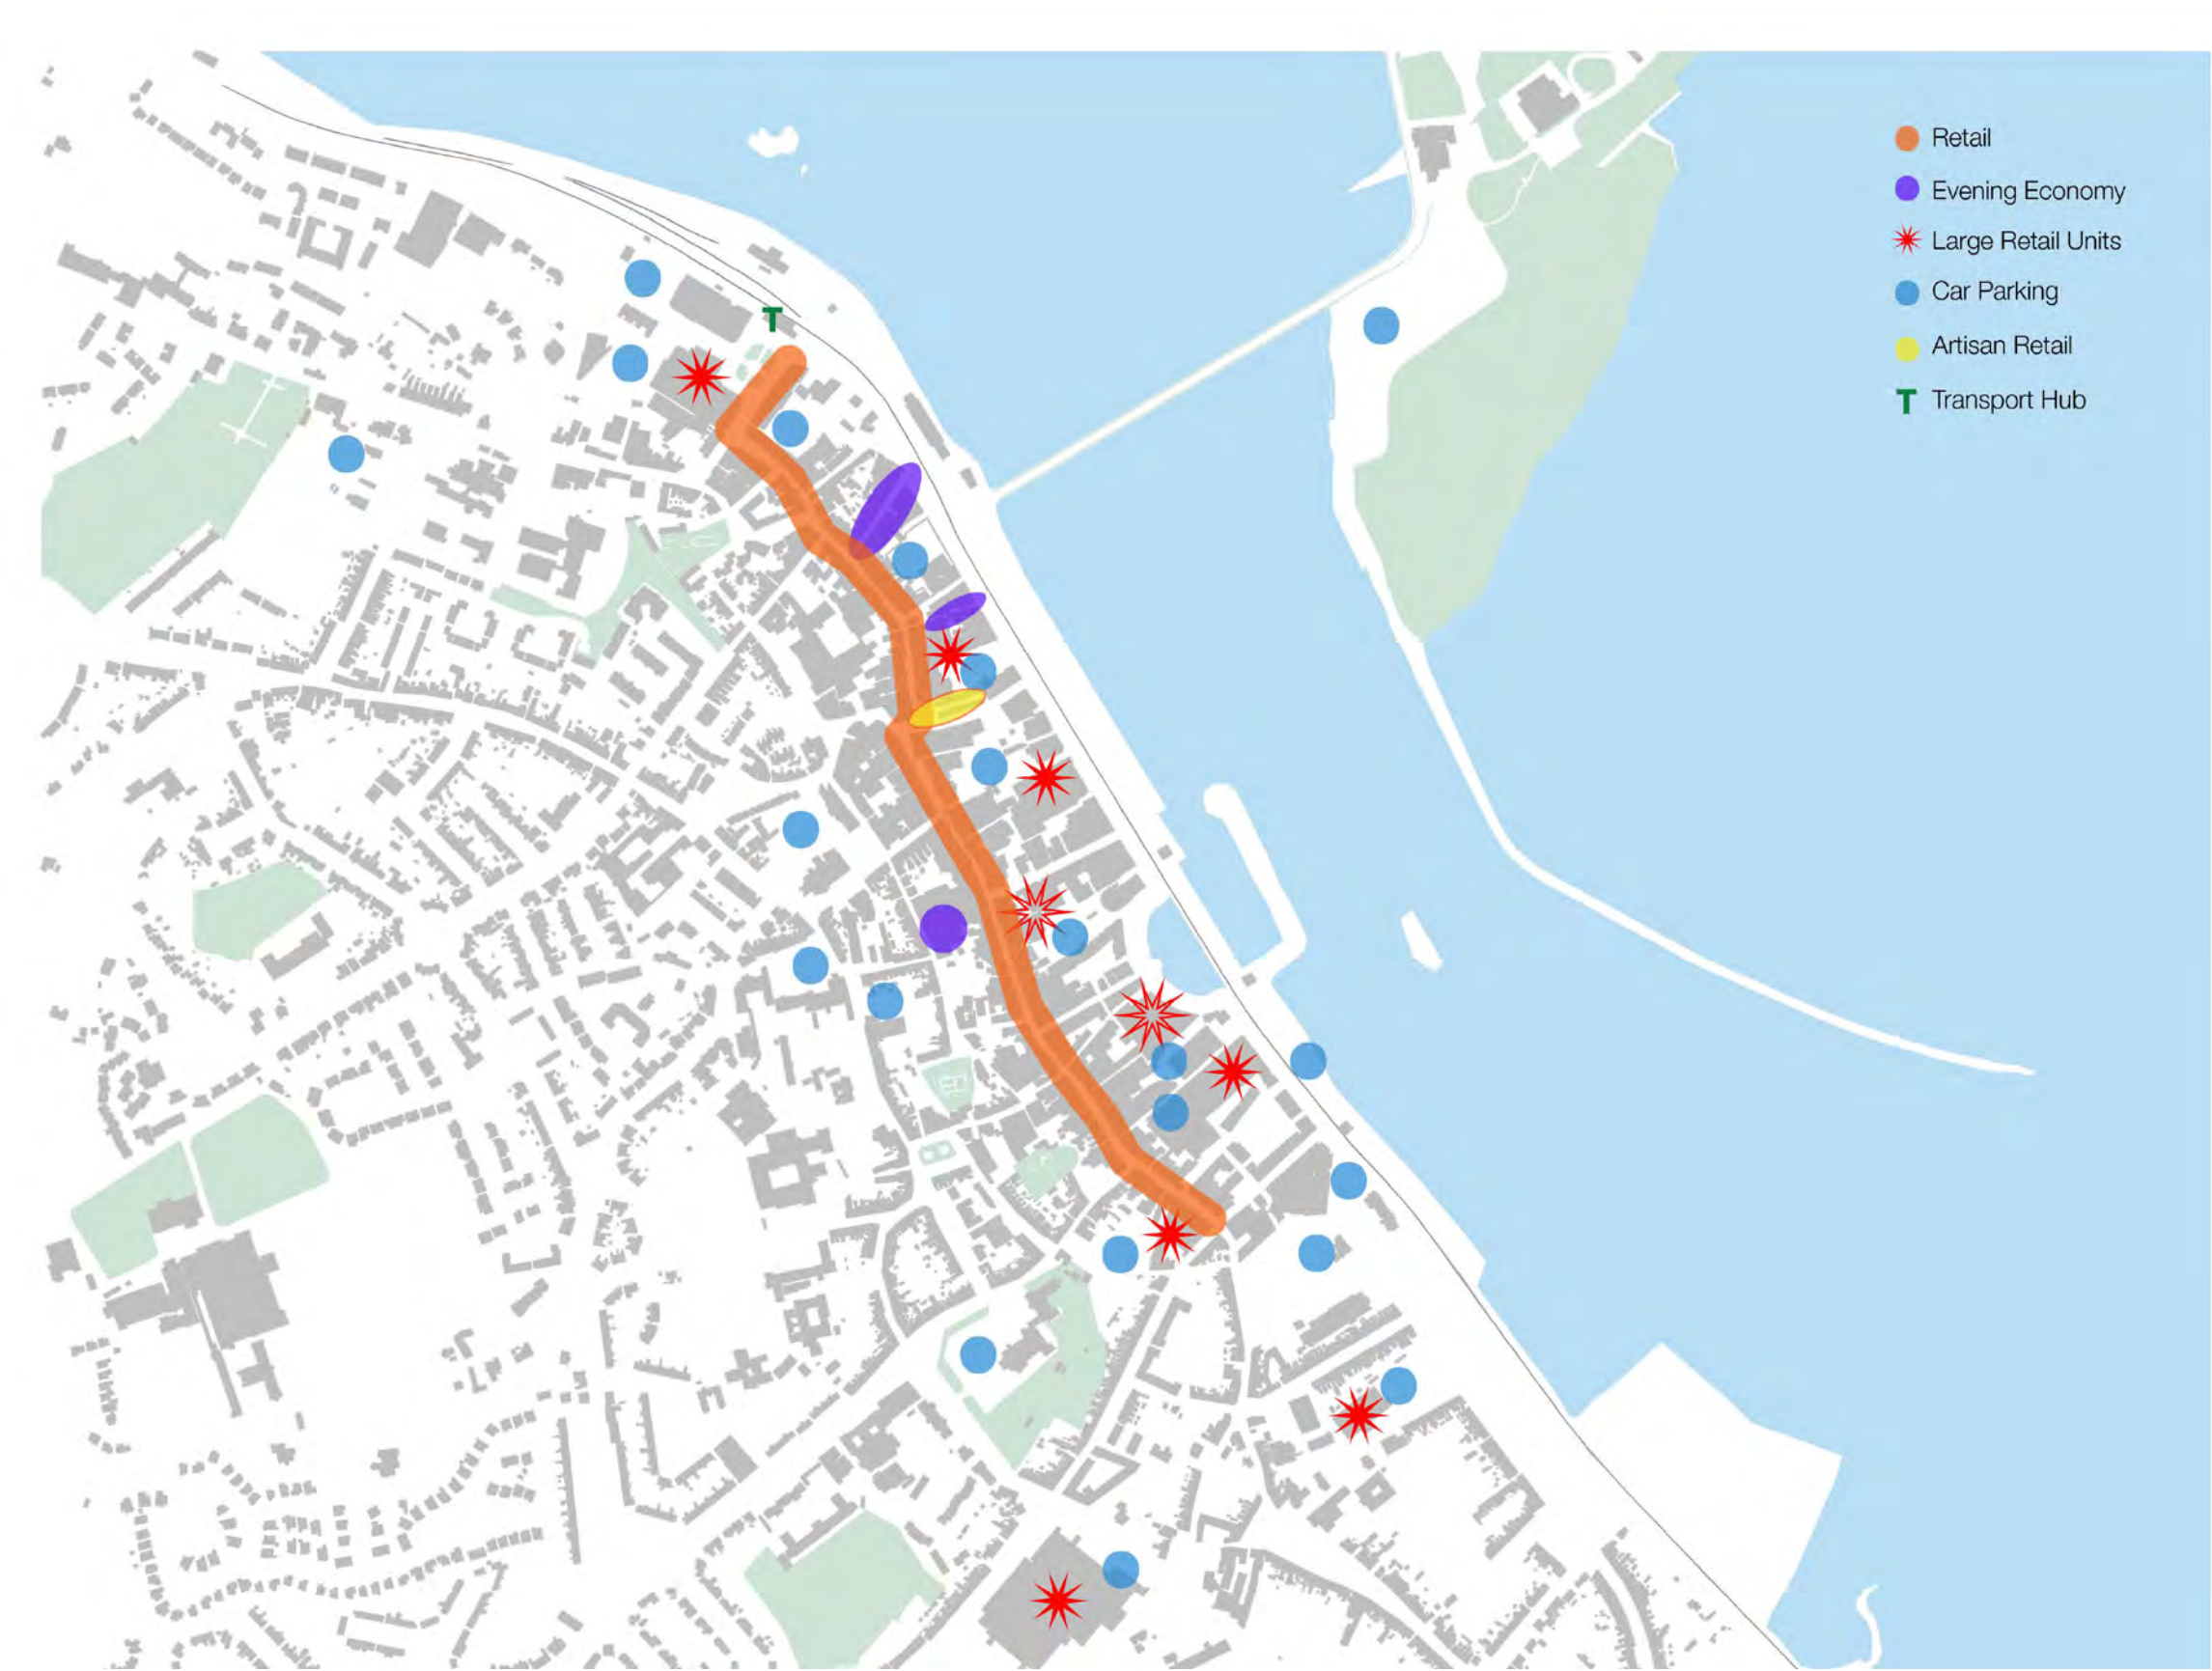 Retail
Evening Economy
Large Retail Units
Car Parking
Artisan Retail
T Transport Hub
T